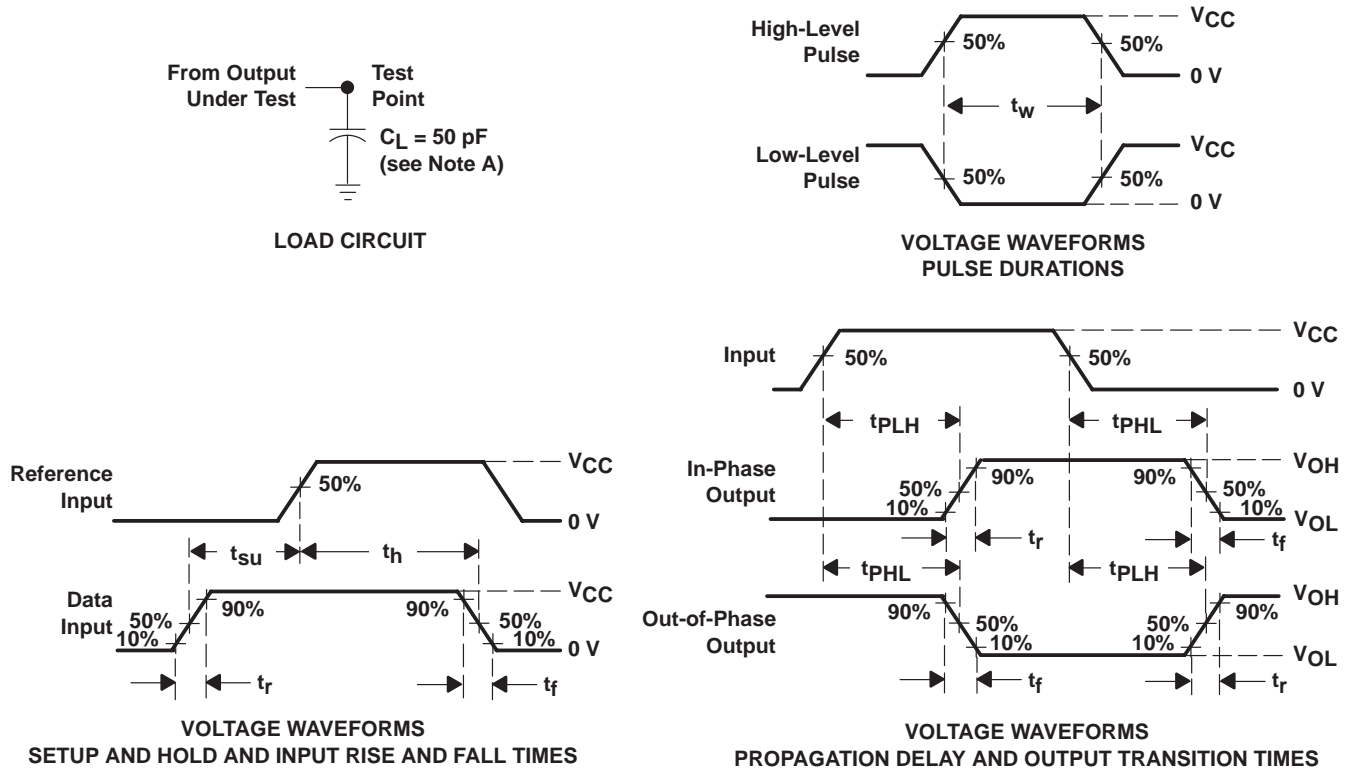 From Output
Under Test
Test
Point
CL = 50 pF
(see Note A)
LOAD CIRCUIT
High-Level
Pulse
50%
50%
VCC
0 V
tw
Low-Level
Pulse
50%
50%
VCC
0 V
VOLTAGE WAVEFORMS
PULSE DURATIONS
Reference
Input
50%
VCC
0 V
tsu
th
Data
Input
50%
10%
90%
90%
50%
10%
VCC
0 V
tr
tf
VOLTAGE WAVEFORMS
SETUP AND HOLD AND INPUT RISE AND FALL TIMES
Input
50%
50%
VCC
0 V
tPLH
tPHL
In-Phase
Output
50%
10%
90%
90%
50%
10%
VOH
VOL
tr
tf
tPHL
tPLH
Out-of-Phase
Output
90%
50%
10%
50%
10%
90%
VOH
VOL
tf
tr
VOLTAGE WAVEFORMS
PROPAGATION DELAY AND OUTPUT TRANSITION TIMES